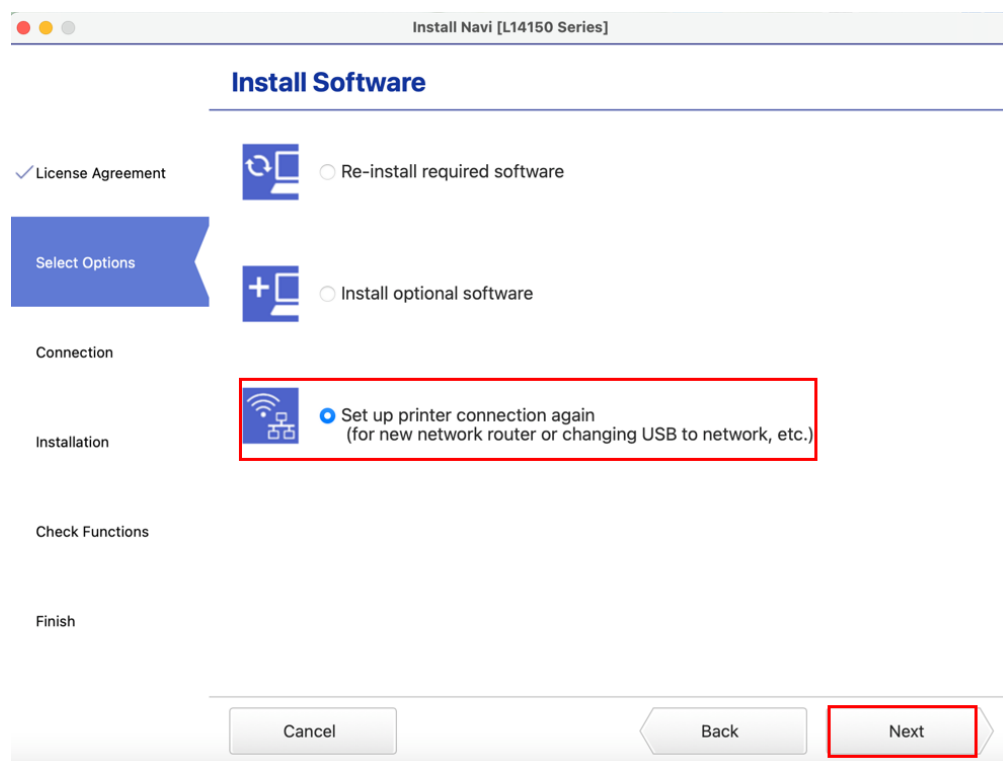 Install Navi [L14150 Series]
Install Software
License Agreement
Select Options
Connection
Installation
Check Functions
Finish
Re-install required software
Install optional software
Set up printer connection again
(for new network router or changing USB to network, etc.)
Cancel
Back
Next